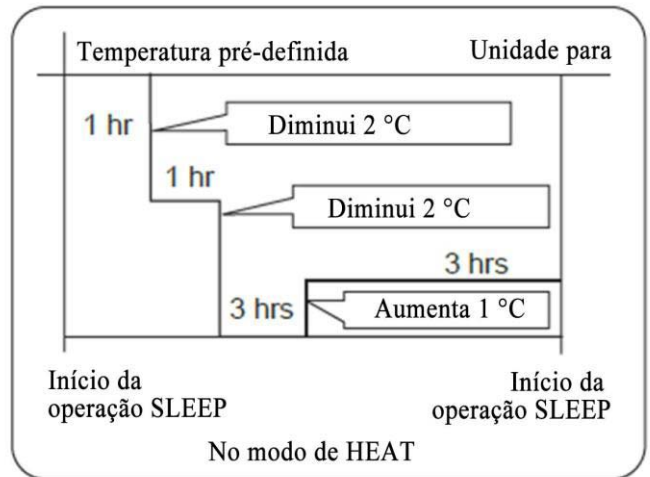 Temperatura pré-definida
Unidade para
1 hr
Diminui 2 °C
1 hr
Diminui 2 °C
3 hrs
3 hrs
Aumenta 1 °C
Início da
operação SLEEP
Início da
operação SLEEP
No modo de HEAT